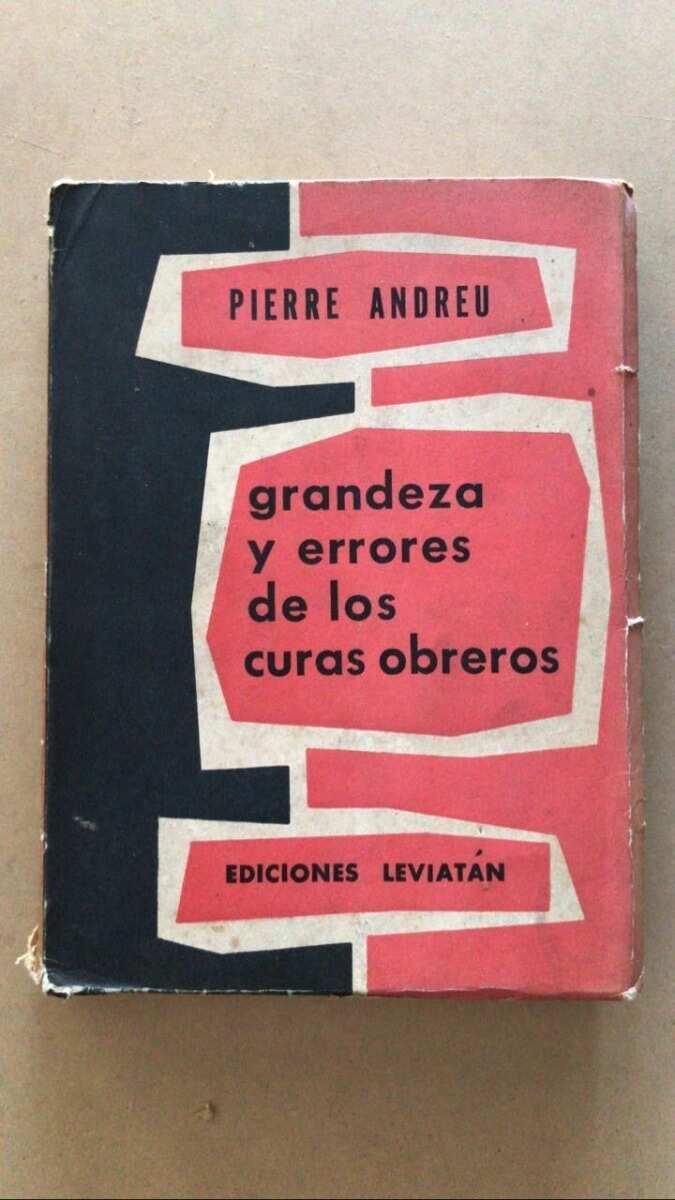 PIERRE ANDREU
grandeza
y errores
de los
curas obreros
EDICIONES LEVIATÁN